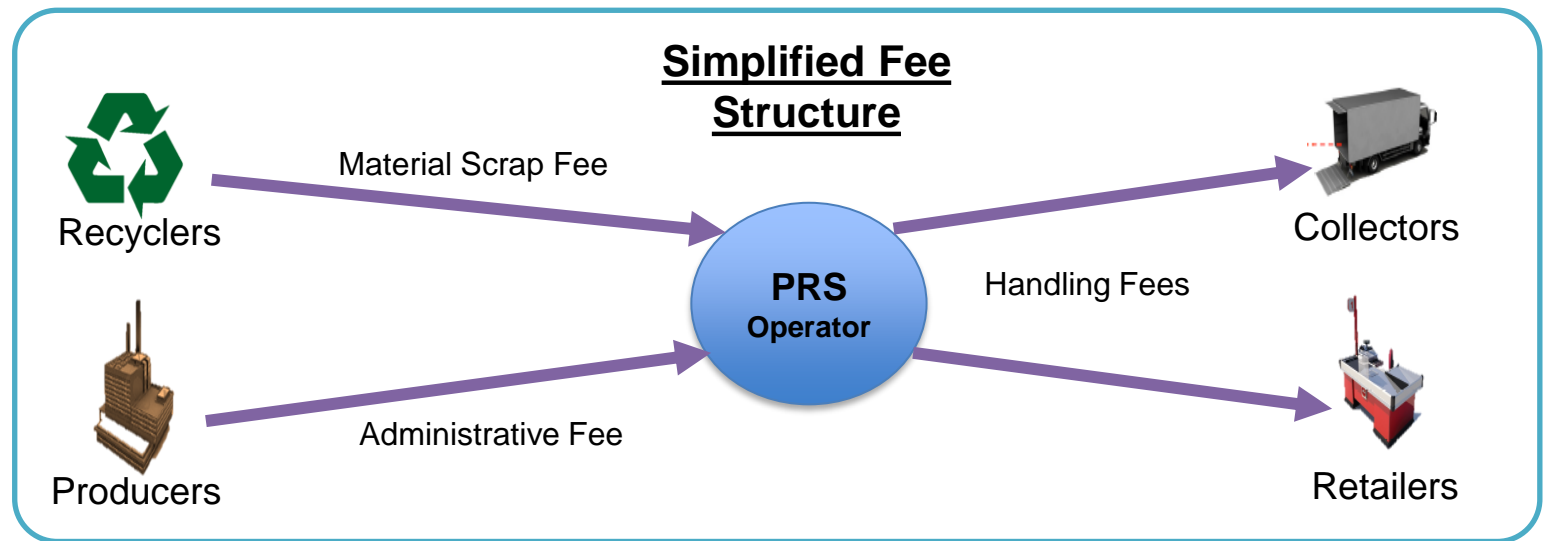 Simplified Fee
Structure
Material Scrap Fee
Recyclers
Collectors
PRS
Operator
Handling Fees
Administrative Fee
Producers
Retailers